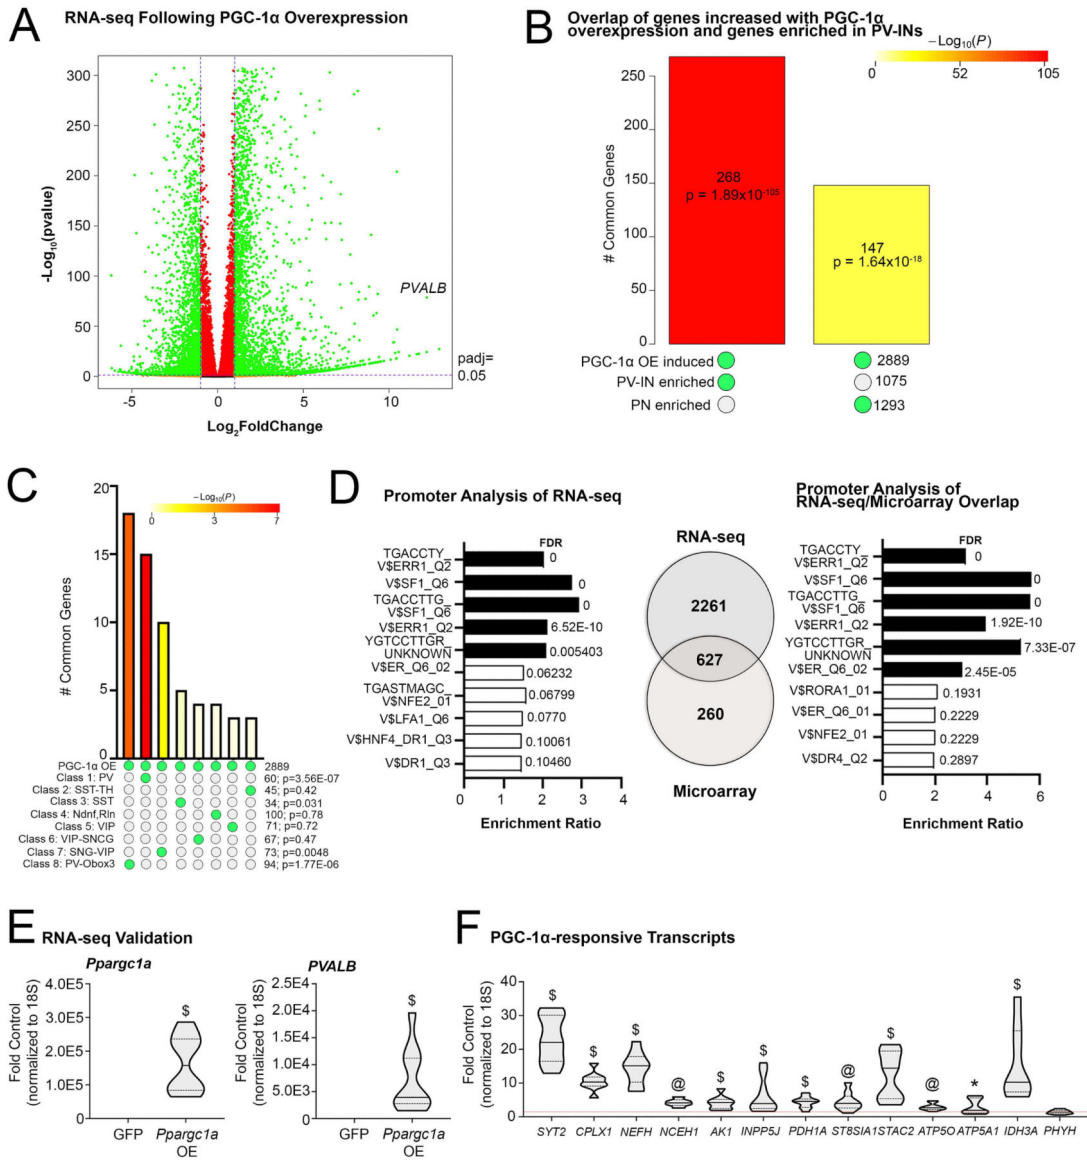 A
RNA-seq Following PGC-1α Overexpression
-Log10(pvalue)
300
250
200
150
100
50
0
PVALB
padj=
0.05
-5 0 5 10
Log2FoldChange
B
Overlap of genes increased with PGC-1α
overexpression and genes enriched in PV-INs
−Log10(P)
0 52 105
# Common Genes
250
200
150
100
50
0
268
p = 1.89x10-105
147
p = 1.64x10-18
PGC-1α OE induced 2889
PV-IN enriched 1075
PN enriched 1293
C
−Log10(P)
0 3 7
# Common Genes
20
15
10
5
0
PGC-1α OE 2889
Class 1: PV 60; p=3.56E-07
Class 2: SST-TH 45; p=0.42
Class 3: SST 34; p=0.031
Class 4: Ndnf,Rln 100; p=0.78
Class 5: VIP 71; p=0.72
Class 6: VIP-SNCG 67; p=0.47
Class 7: SNG-VIP 73; p=0.0048
Class 8: PV-Obox3 94; p=1.77E-06
D
Promoter Analysis of RNA-seq
FDR
TGACCTY_
V$ERR1_Q2 0
V$SF1_Q6 0
TGACCTTG_
V$SF1_Q6 0
V$ERR1_Q2 6.52E-10
YGTCCTTGR_
UNKNOWN 0.005403
V$ER_Q6_02 0.06232
TGASTMAGC_
V$NFE2_01 0.06799
V$LFA1_Q6 0.0770
V$HNF4_DR1_Q3 0.10061
V$DR1_Q3 0.10460
0 1 2 3 4
Enrichment Ratio
RNA-seq
2261
627
260
Microarray
Promoter Analysis of
RNA-seq/Microarray Overlap
FDR
TGACCTY_
V$ERR1_Q2 0
V$SF1_Q6 0
TGACCTTG_
V$SF1_Q6 0
V$ERR1_Q2 1.92E-10
YGTCCTTGR_
UNKNOWN 7.33E-07
V$ER_Q6_02 2.45E-05
V$RORA1_01 0.1931
V$ER_Q6_01 0.2229
V$NFE2_01 0.2229
V$DR4_Q2 0.2897
0 2 4 6
Enrichment Ratio
E
RNA-seq Validation
Ppargc1a
Fold Control
(normalized to 18S)
4.0E5
3.0E5
2.0E5
1.0E5
0
$
GFP Ppargc1a
OE
PVALB
Fold Control
(normalized to 18S)
2.5E4
2.0E4
1.5E4
1.0E4
5.0E3
0
$
GFP Ppargc1a
OE
F
PGC-1α-responsive Transcripts
Fold Control
(normalized to 18S)
40
30
20
10
0
$ $ $ @ $ $ $ @ $ @ * $
SYT2 CPLX1 NEFH NCEH1 AK1 INPP5J PDH1A ST8SIA1 STAC2 ATP5O ATP5A1 IDH3A PHYH